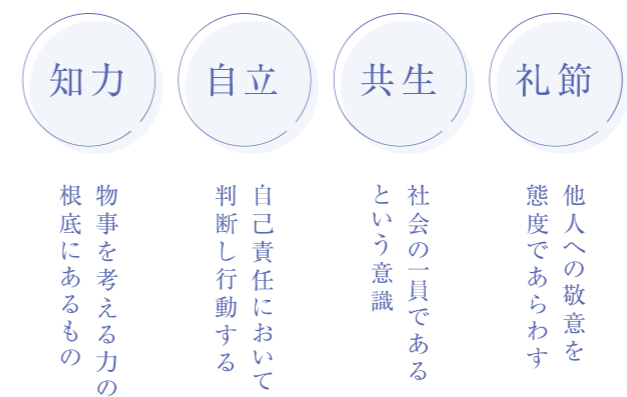 礼節
他人への敬意を
態度であらわす
共生
社会の一員である
という意識
自立
自己責任において
判断し行動する
知力
物事を考える力の
根底にあるもの